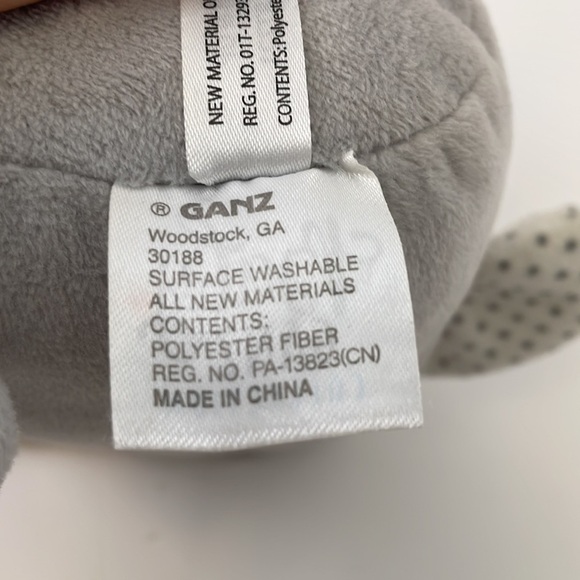 NEW MATERIAL O
REG. NO. 01T-1329
CONTENTS: Polyeste
® GANZ
Woodstock, GA
30188
SURFACE WASHABLE
ALL NEW MATERIALS
CONTENTS:
POLYESTER FIBER
REG. NO. PA-13823(CN)
MADE IN CHINA